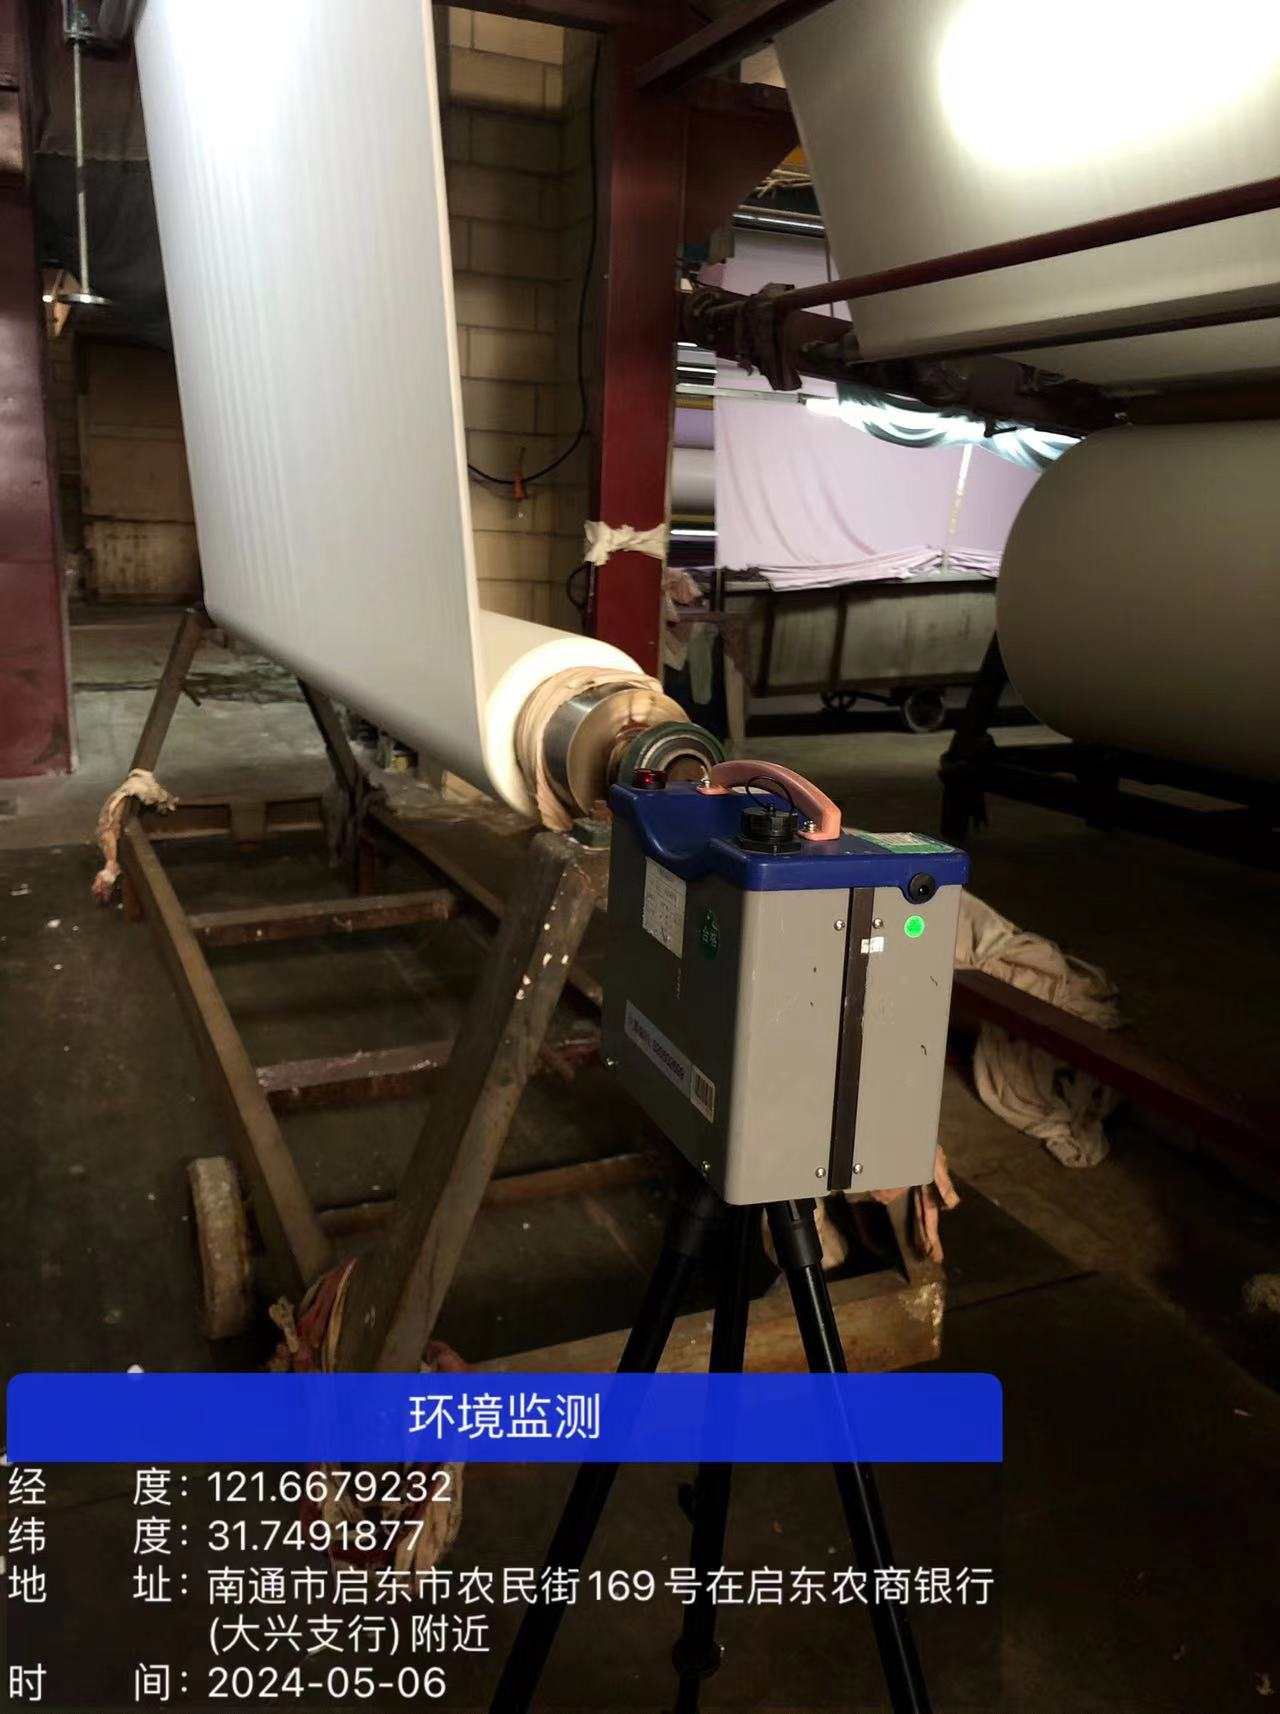 环境监测
经 度：121.6679232
纬 度：31.7491877
地 址：南通市启东市农民街169号在启东农商银行
(大兴支行)附近
时 间：2024-05-06